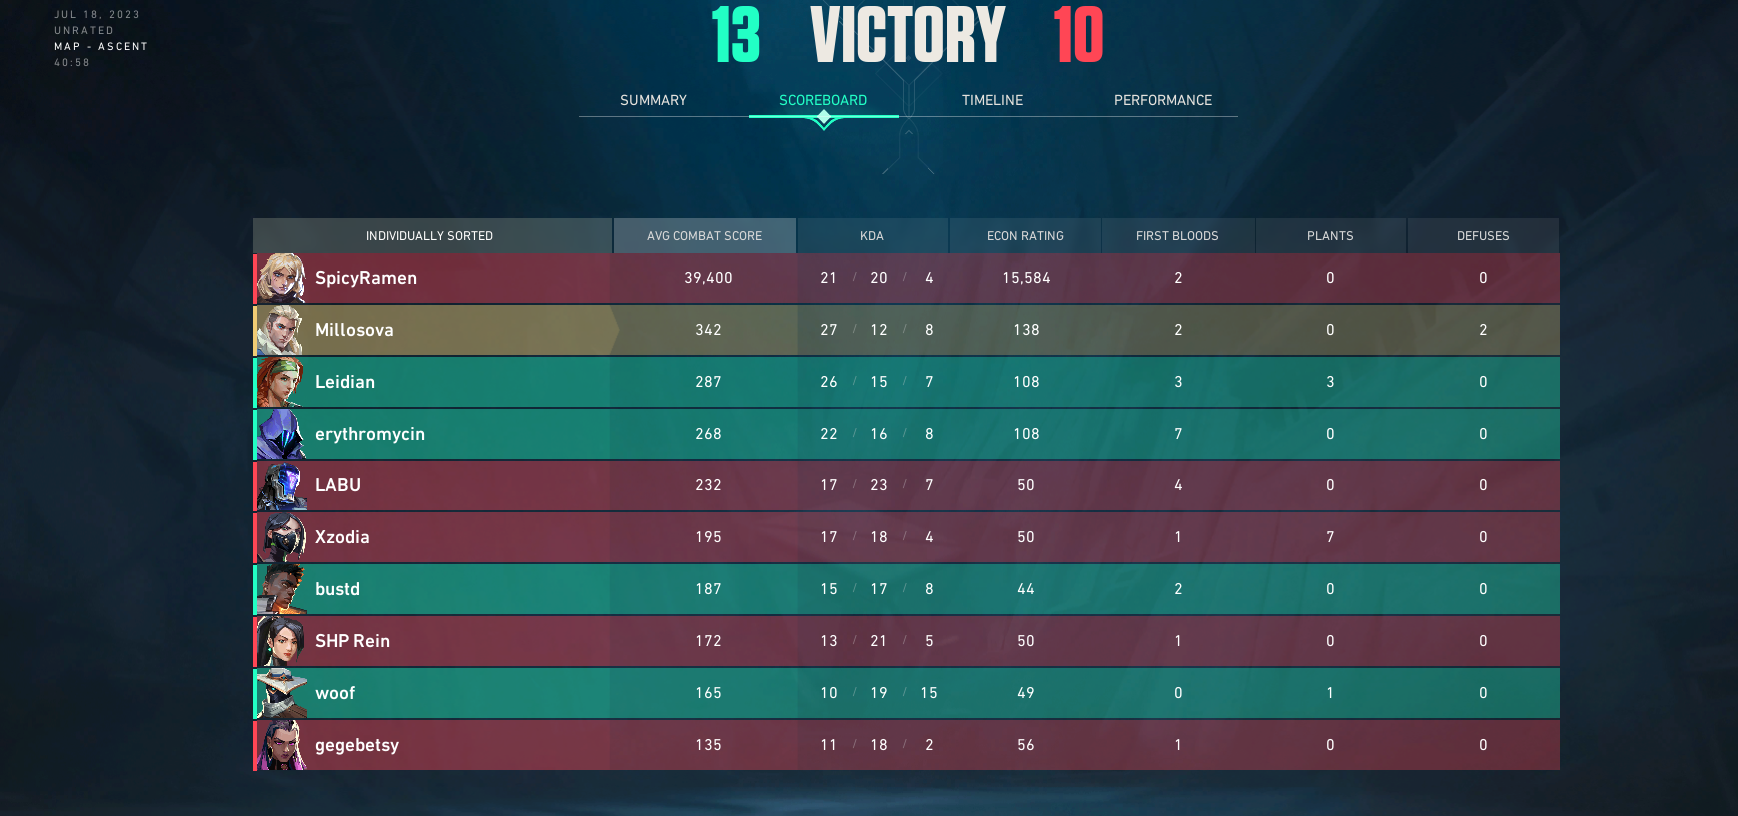 JUL 18, 2023
UNRATED
MAP - ASCENT
40:58
13 VICTORY 10
SUMMARY SCOREBOARD TIMELINE PERFORMANCE
INDIVIDUALLY SORTED AVG COMBAT SCORE KDA ECON RATING FIRST BLOODS PLANTS DEFUSES
SpicyRamen 39,400 21 / 20 / 4 15,584 2 0 0
Millosova 342 27 / 12 / 8 138 2 0 2
Leidian 287 26 / 15 / 7 108 3 3 0
erythromycin 268 22 / 16 / 8 108 7 0 0
LABU 232 17 / 23 / 7 50 4 0 0
Xzodia 195 17 / 18 / 4 50 1 7 0
bustd 187 15 / 17 / 8 44 2 0 0
SHP Rein 172 13 / 21 / 5 50 1 0 0
woof 165 10 / 19 / 15 49 0 1 0
gegebetsy 135 11 / 18 / 2 56 1 0 0